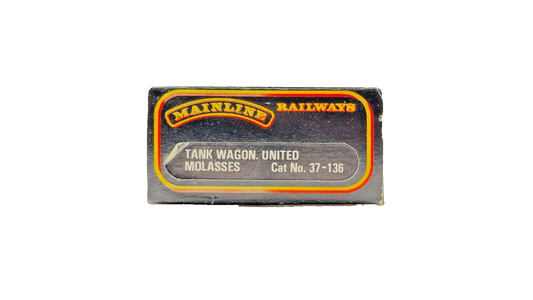 MAINLINE RAILWAYS
TANK WAGON. UNITED
MOLASSES Cat No. 37-136